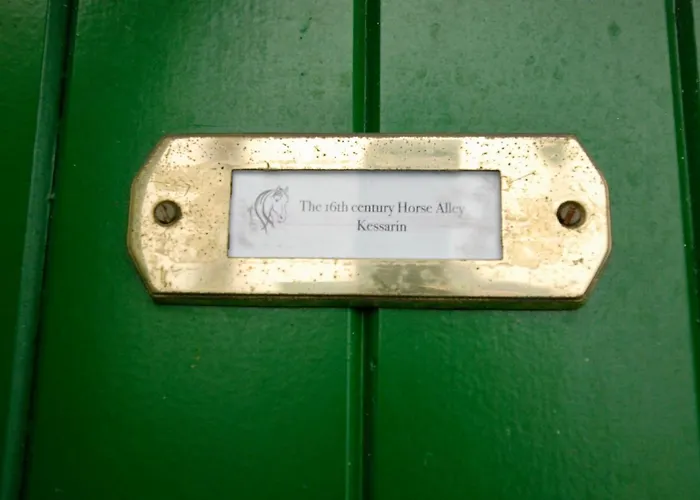 The 16th century Horse Alley
Kessarin